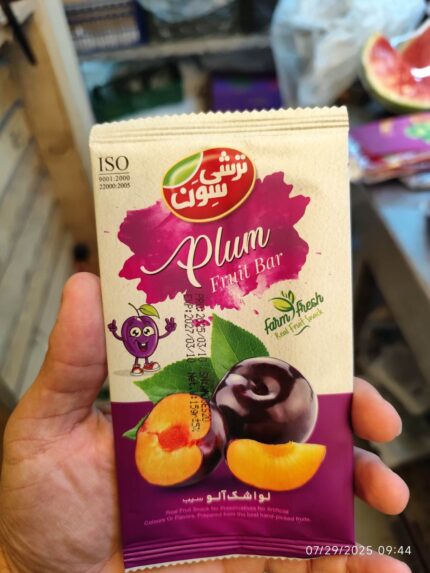 ISO
9001:2000
22000:2005
ترشی
سون
Plum
Fruit Bar
farm fresh
Real Fruit Snack
لواشک آلو سیب
Real Fruit Snack No Preservatives No Artificial
Colours Or Flavors. Prepared from the best hand-picked fruits.
07/29/2025 09:44